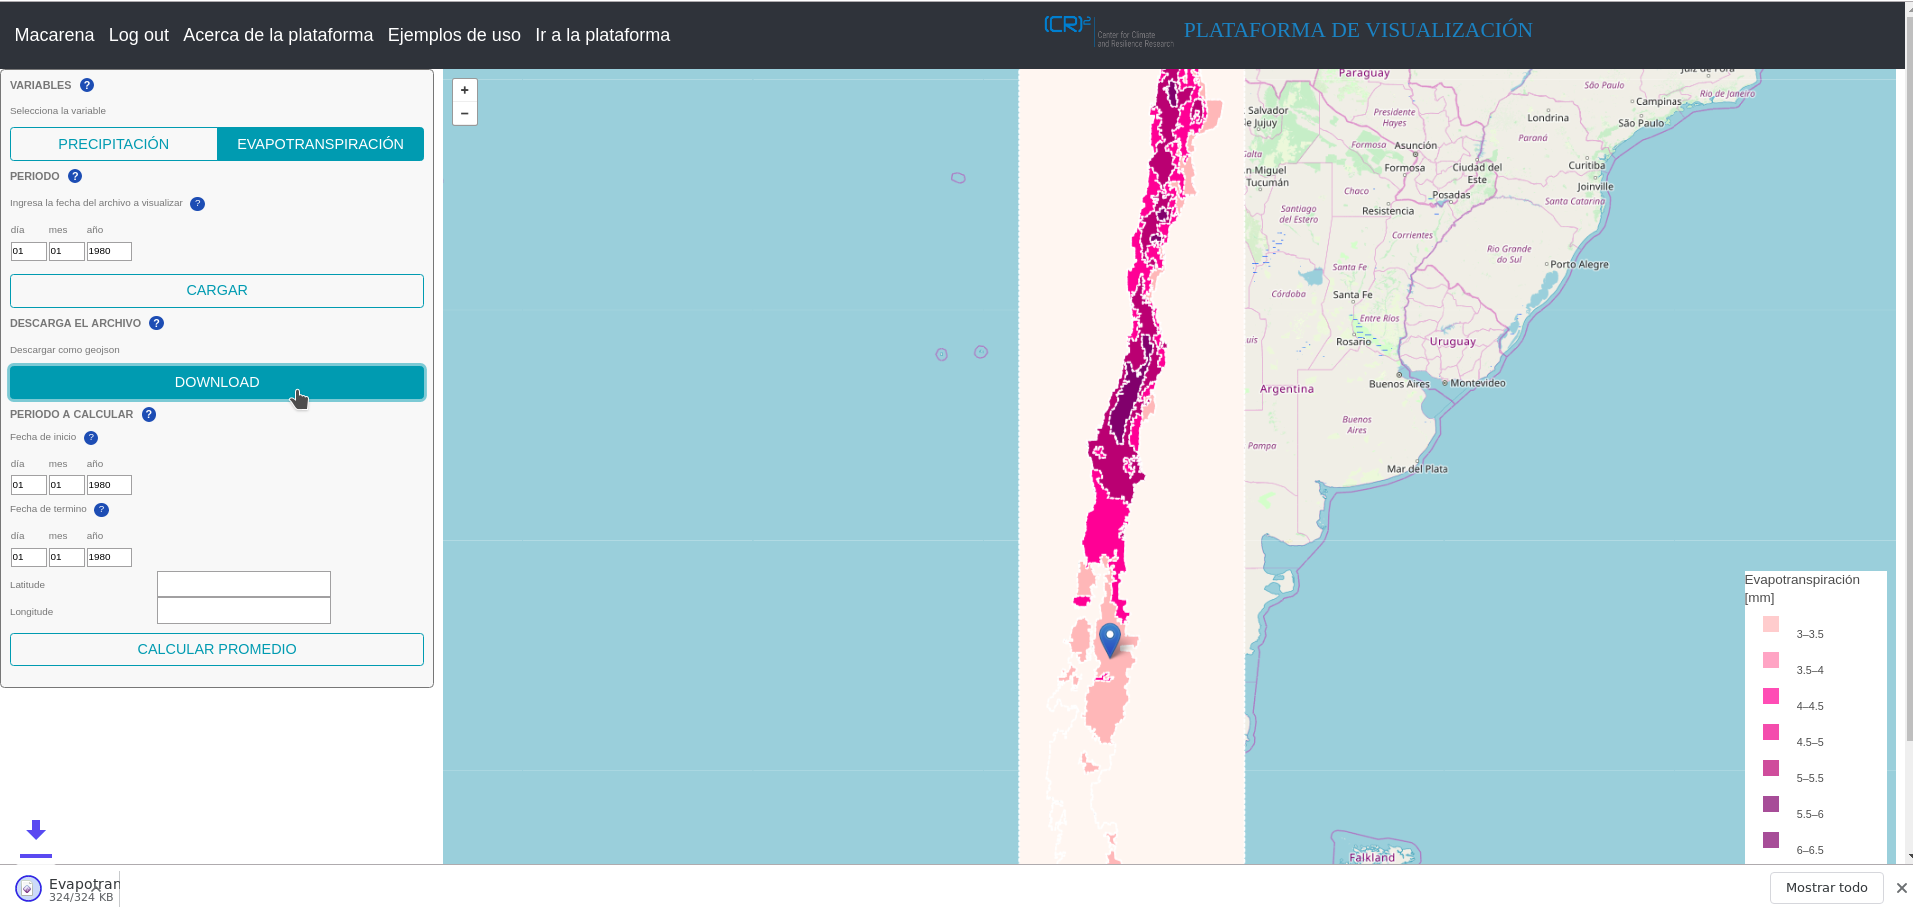 Macarena Log out Acerca de la plataforma Ejemplos de uso Ir a la plataforma
(CR)²
Center for Climate
and Resilience Research
PLATAFORMA DE VISUALIZACIÓN
VARIABLES ?
Selecciona la variable
PRECIPITACIÓN EVAPOTRANSPIRACIÓN
PERIODO ?
Ingresa la fecha del archivo a visualizar ?
día mes año
01 01 1980
CARGAR
DESCARGA EL ARCHIVO ?
Descargar como geojson
DOWNLOAD
PERIODO A CALCULAR ?
Fecha de inicio ?
día mes año
01 01 1980
Fecha de termino ?
día mes año
01 01 1980
Latitude
Longitude
CALCULAR PROMEDIO
+
−
Paraguay
Juiz de Fora
São Paulo
Rio de Janeiro
Campinas
Salvador
de Jujuy
Presidente
Hayes
Londrina
São Paulo
Paraná
Formosa
Asunción
Salta
Formosa
Ciudad del
Este
Curitiba
n Miguel
Tucumán
Chaco
Posadas
Joinville
Santa Catarina
Santiago
del Estero
Resistencia
Corrientes
Rio Grande
do Sul
Porto Alegre
Santa Fe
Córdoba
Santa Fe
Entre Ríos
uis
Rosario
Uruguay
Argentina
Buenos Aires
Montevideo
Buenos
Aires
Pampa
Mar del Plata
Falkland
Evapotranspiración
[mm]
3–3.5
3.5–4
4–4.5
4.5–5
5–5.5
5.5–6
6–6.5
Evapotran
324/324 KB
Mostrar todo